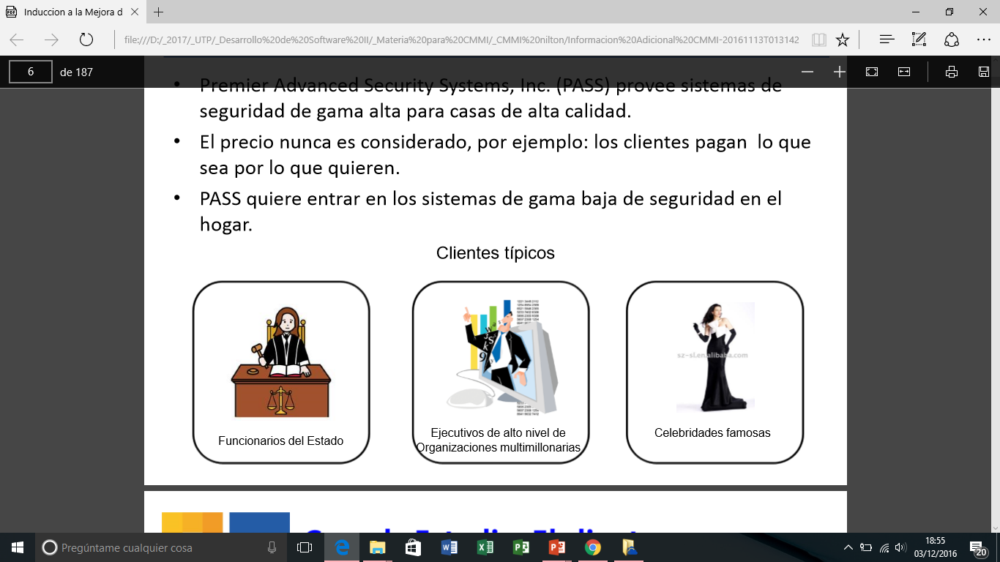 Induccion a la Mejora d
file:///D:/_2017/_UTP/_Desarrollo%20de%20Software%20II/_Materia%20para%20CMMI/_CMMI%20nilton/Informacion%20Adicional%20CMMI-20161113T013142
6 de 187
• Premier Advanced Security Systems, Inc. (PASS) provee sistemas de
seguridad de gama alta para casas de alta calidad.
• El precio nunca es considerado, por ejemplo: los clientes pagan lo que
sea por lo que quieren.
• PASS quiere entrar en los sistemas de gama baja de seguridad en el
hogar.
Clientes típicos
sz-sl.en.alibaba.com
Funcionarios del Estado
Ejecutivos de alto nivel de
Organizaciones multimillonarias
Celebridades famosas
Pregúntame cualquier cosa
18:55
03/12/2016
20